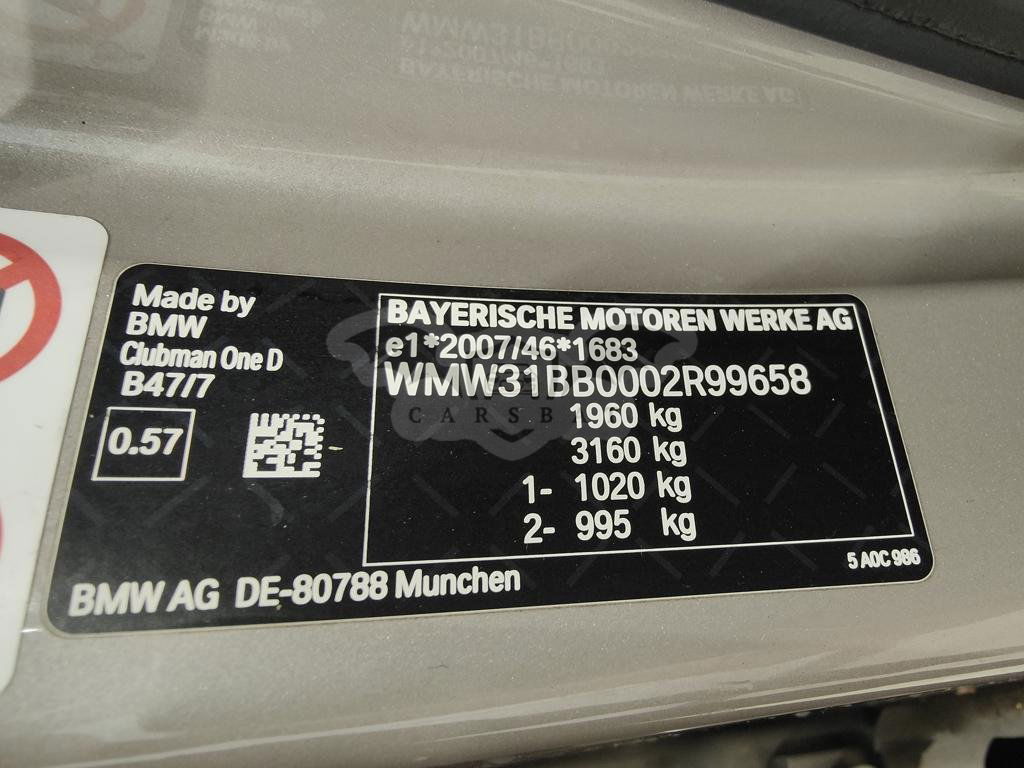 Made by
BMW
Clubman One D
B47/7
0.57
BAYERISCHE MOTOREN WERKE AG
e1*2007/46*1683
WMW31BB0002R99658
1960 kg
3160 kg
1- 1020 kg
2- 995 kg
5 A0C 986
BMW AG DE-80788 Munchen